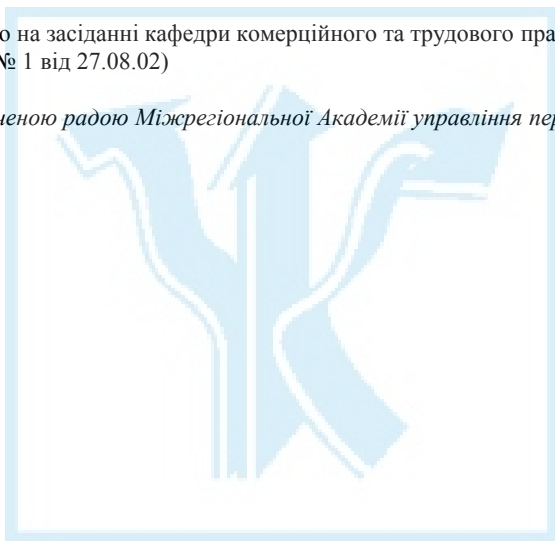 о на засіданні кафедри комерційного та трудового пра
№ 1 від 27.08.02)
ченою радою Міжрегіональної Академії управління пер